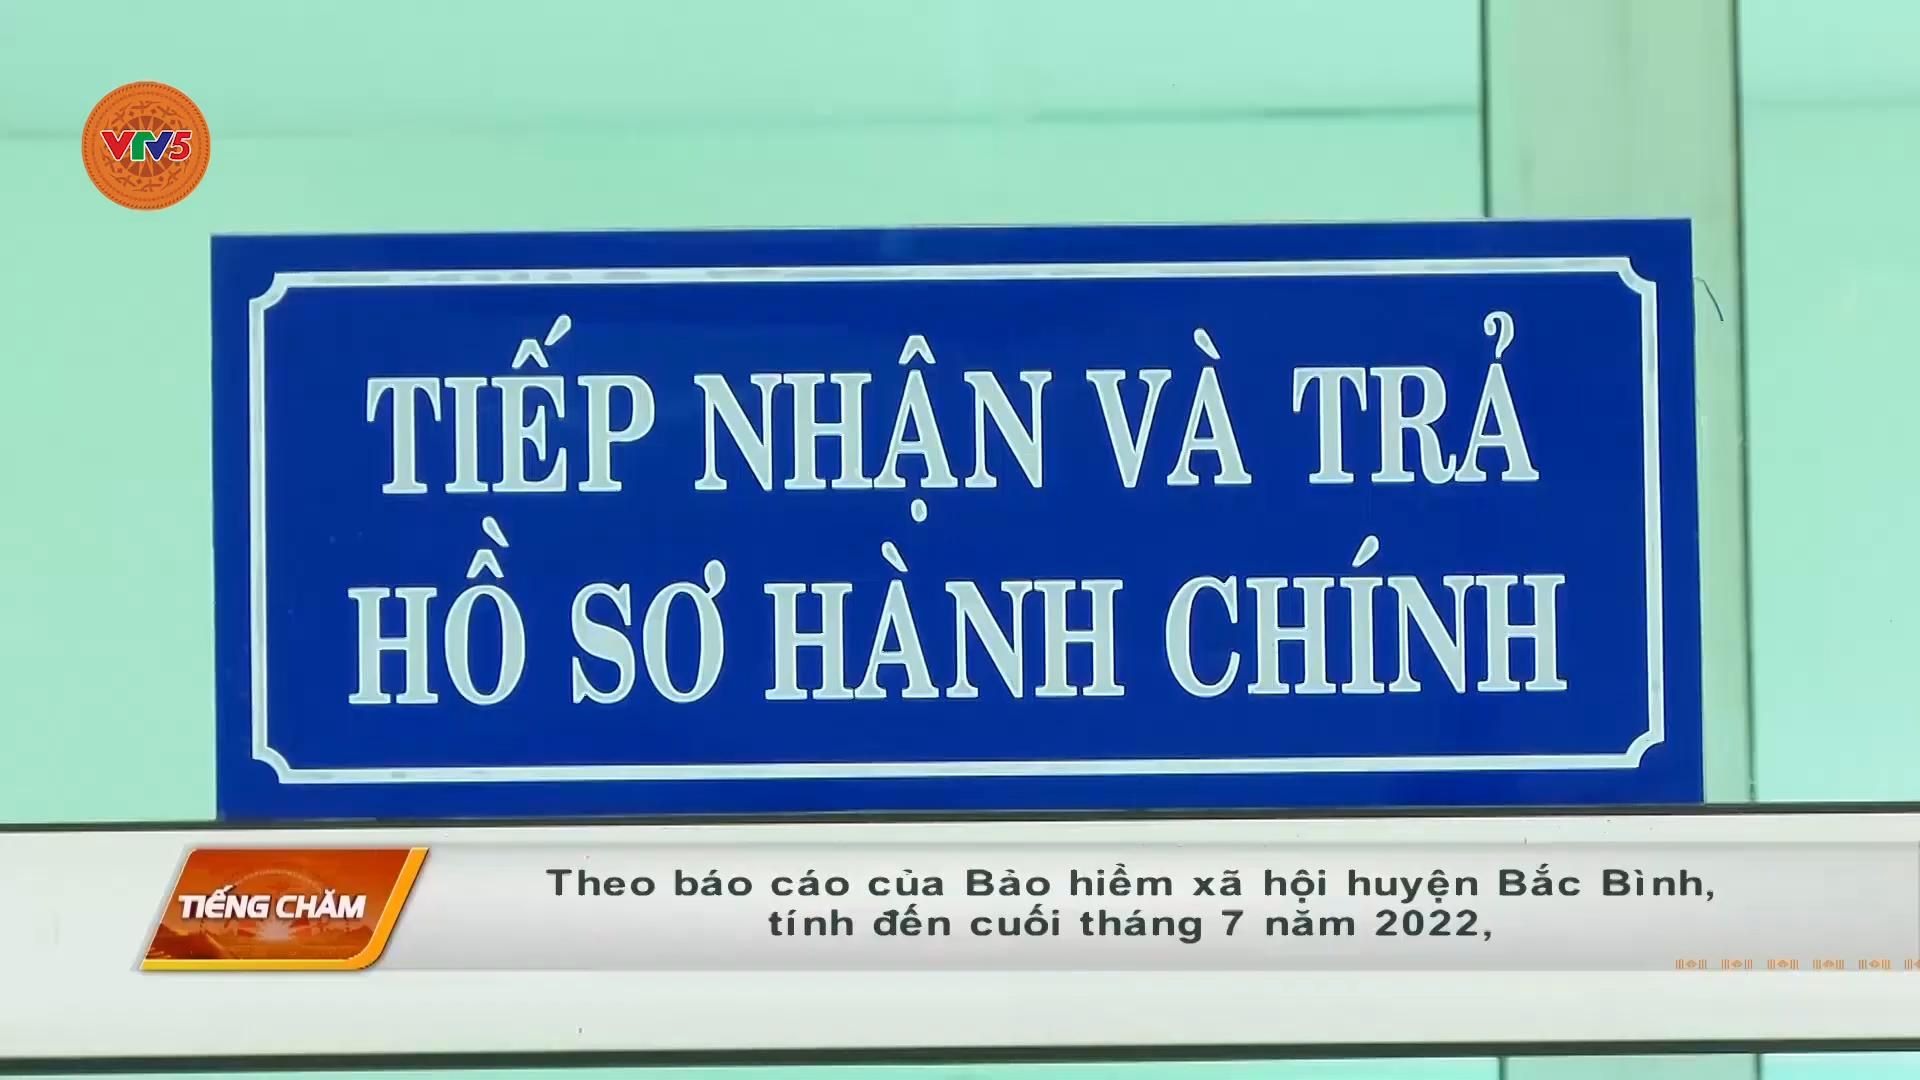 VTV5
TIẾP NHẬN VÀ TRẢ
HỒ SƠ HÀNH CHÍNH
TIẾNG CHĂM
Theo báo cáo của Bảo hiểm xã hội huyện Bắc Bình,
tính đến cuối tháng 7 năm 2022,